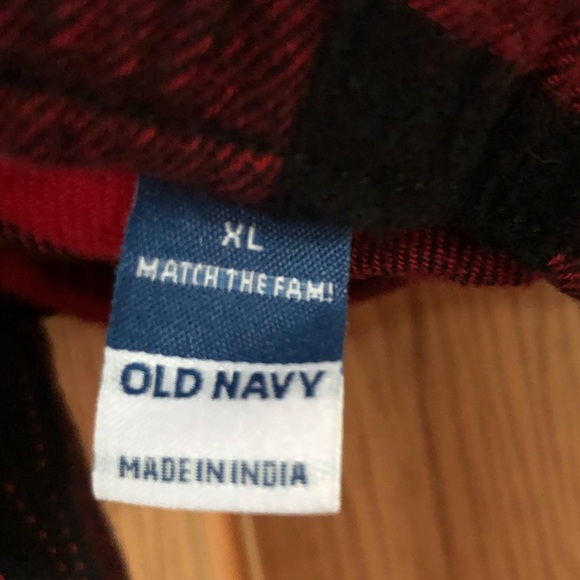 XL
MATCH THE FAM!
OLD NAVY
MADE IN INDIA